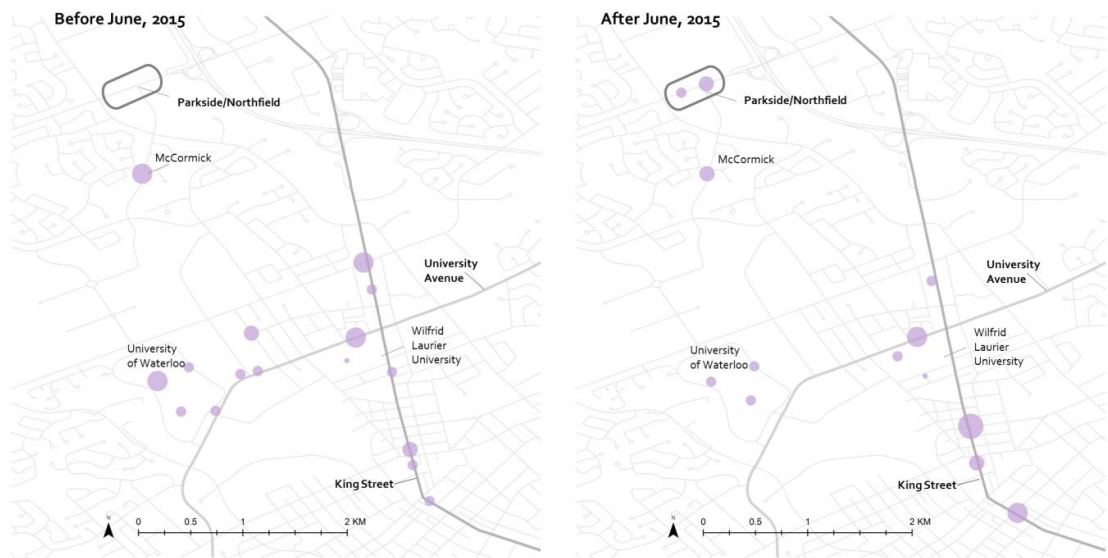 Before June, 2015
Parkside/Northfield
McCormick
University
Avenue
Wilfrid
Laurier
University
University
of Waterloo
King Street
N
0 0.5 1 2 KM
After June, 2015
Parkside/Northfield
McCormick
University
Avenue
Wilfrid
Laurier
University
University
of Waterloo
King Street
N
0 0.5 1 2 KM